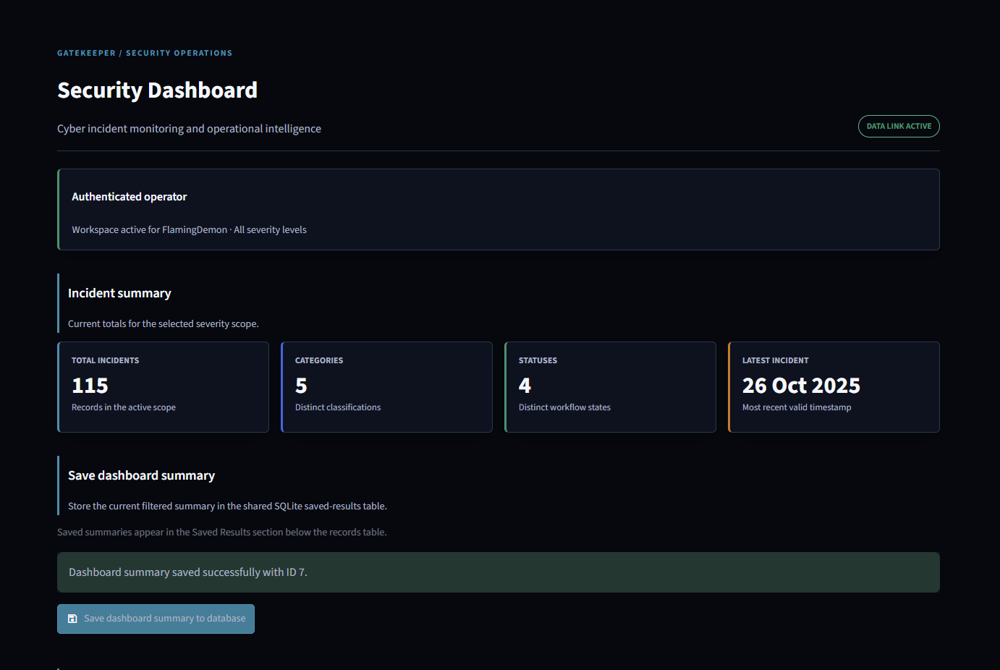 GATEKEEPER / SECURITY OPERATIONS
Security Dashboard
Cyber incident monitoring and operational intelligence
DATA LINK ACTIVE
Authenticated operator
Workspace active for FlamingDemon · All severity levels
Incident summary
Current totals for the selected severity scope.
TOTAL INCIDENTS
115
Records in the active scope
CATEGORIES
5
Distinct classifications
STATUSES
4
Distinct workflow states
LATEST INCIDENT
26 Oct 2025
Most recent valid timestamp
Save dashboard summary
Store the current filtered summary in the shared SQLite saved-results table.
Saved summaries appear in the Saved Results section below the records table.
Dashboard summary saved successfully with ID 7.
Save dashboard summary to database